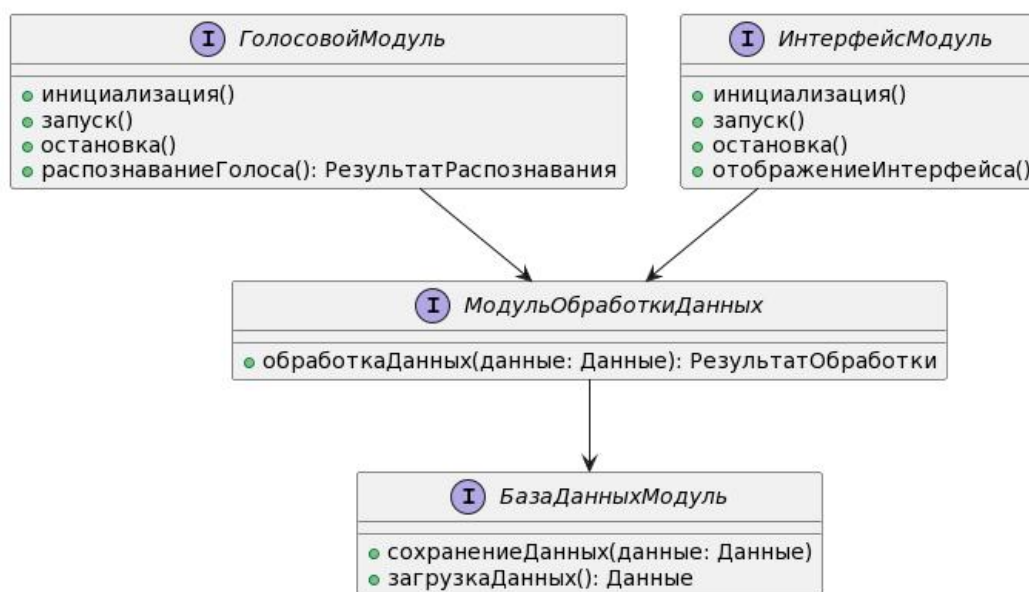 I ГолосовойМодуль
инициализация()
запуск()
остановка()
распознаваниеГолоса(): РезультатРаспознавания
I ИнтерфейсМодуль
инициализация()
запуск()
остановка()
отображениеИнтерфейса()
I МодульОбработкиДанных
обработкаДанных(данные: Данные): РезультатОбработки
I БазаДанныхМодуль
сохранениеДанных(данные: Данные)
загрузкаДанных(): Данные